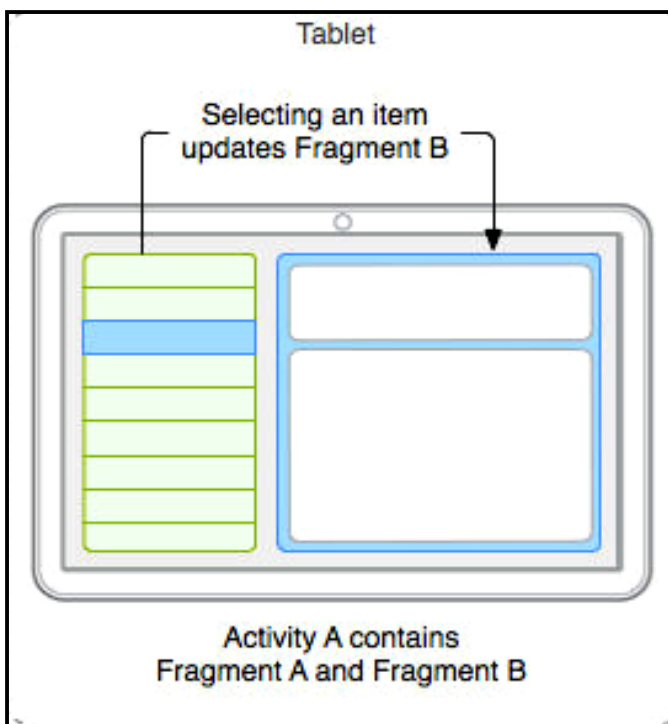 Tablet
Selecting an item
updates Fragment B
Activity A contains
Fragment A and Fragment B